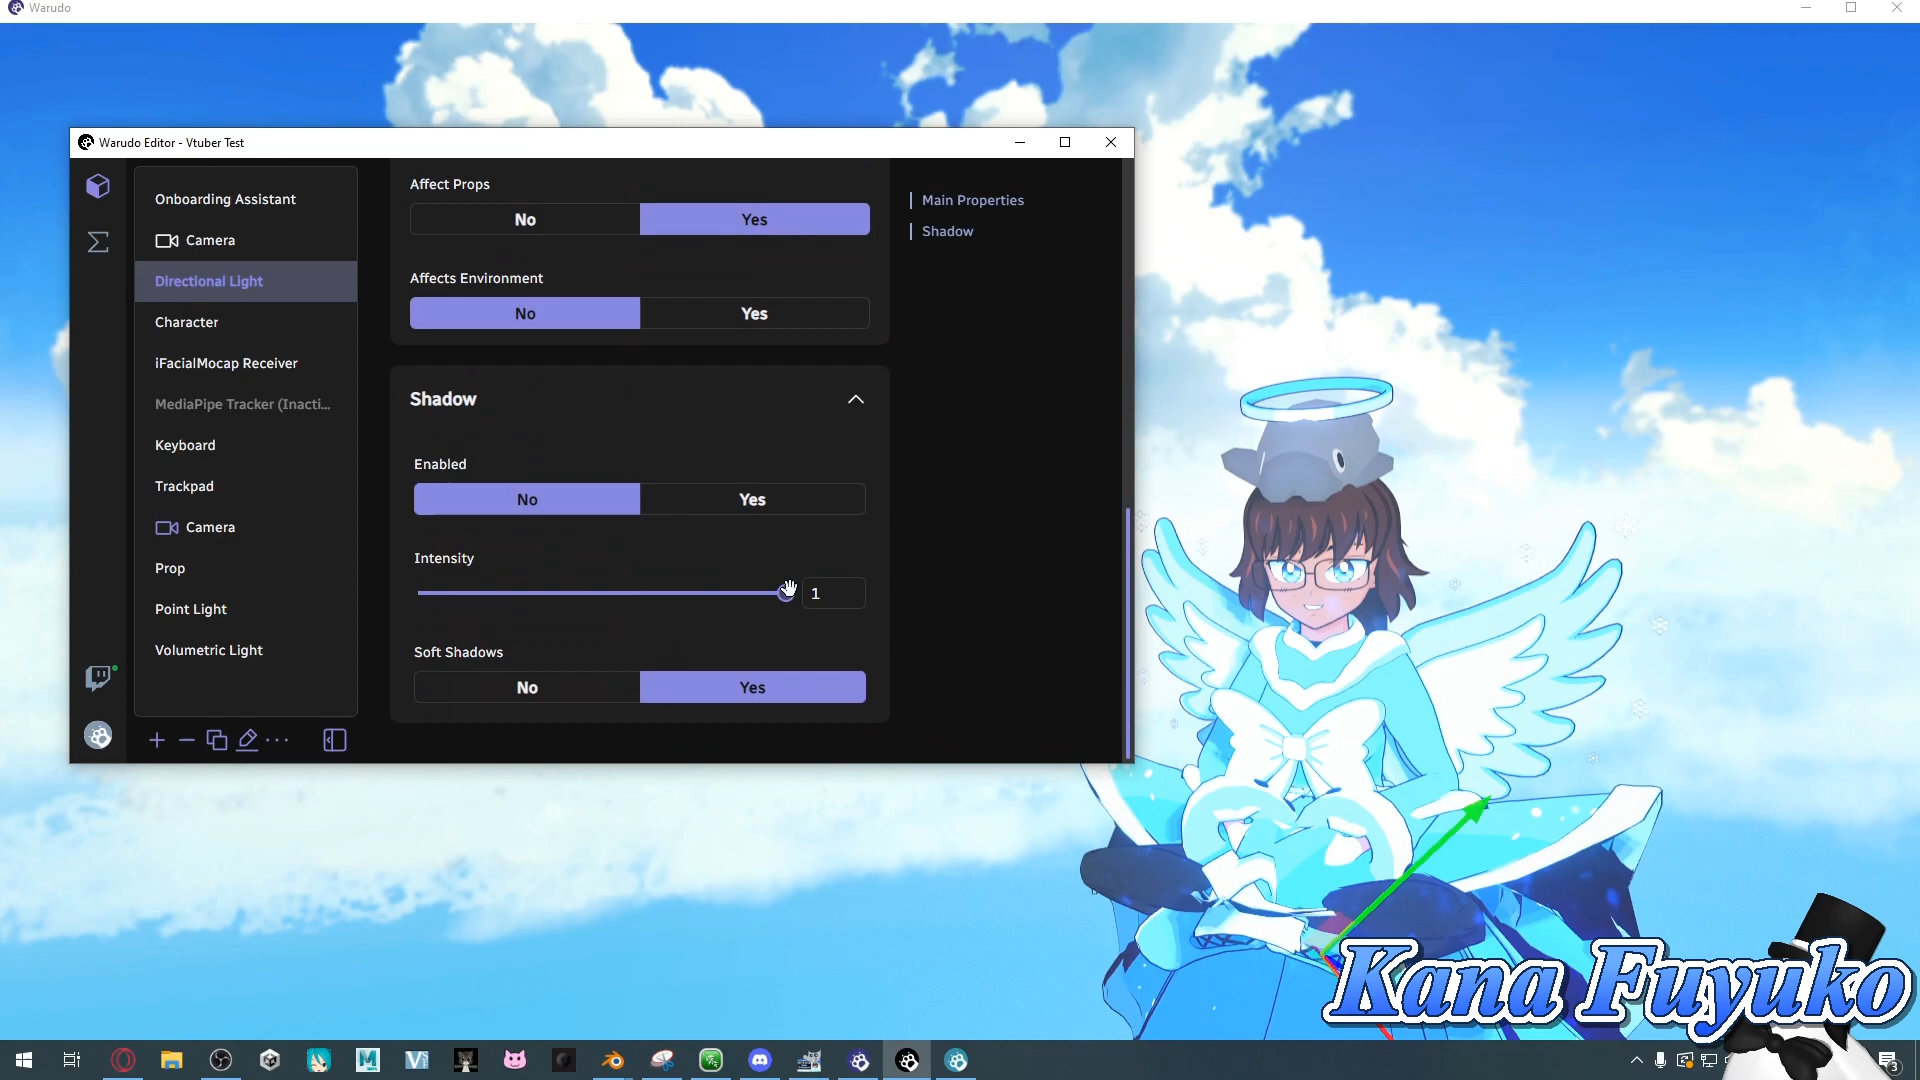 Warudo
Warudo Editor - Vtuber Test
Onboarding Assistant
Camera
Directional Light
Character
iFacialMocap Receiver
MediaPipe Tracker (Inacti...
Keyboard
Trackpad
Camera
Prop
Point Light
Volumetric Light
Affect Props
No
Yes
Affects Environment
No
Yes
Shadow
Enabled
No
Yes
Intensity
1
Soft Shadows
No
Yes
Main Properties
Shadow
Kana Fuyuko
3